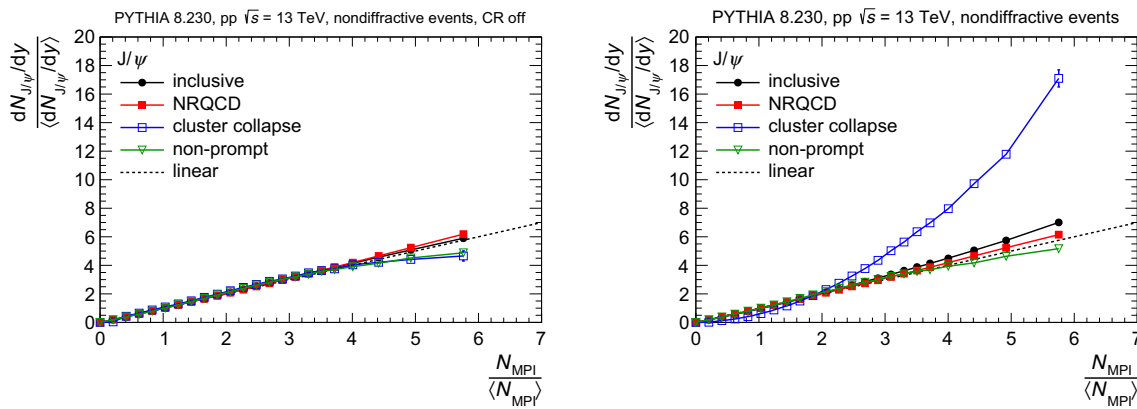 PYTHIA 8.230, pp √s = 13 TeV, nondiffractive events, CR off
dN_J/ψ/dy
⟨dN_J/ψ/dy⟩
20
18
16
14
12
10
8
6
4
2
0
J/ψ
inclusive
NRQCD
cluster collapse
non-prompt
linear
0 1 2 3 4 5 6 7
N_MPI
⟨N_MPI⟩
PYTHIA 8.230, pp √s = 13 TeV, nondiffractive events
dN_J/ψ/dy
⟨dN_J/ψ/dy⟩
20
18
16
14
12
10
8
6
4
2
0
J/ψ
inclusive
NRQCD
cluster collapse
non-prompt
linear
0 1 2 3 4 5 6 7
N_MPI
⟨N_MPI⟩